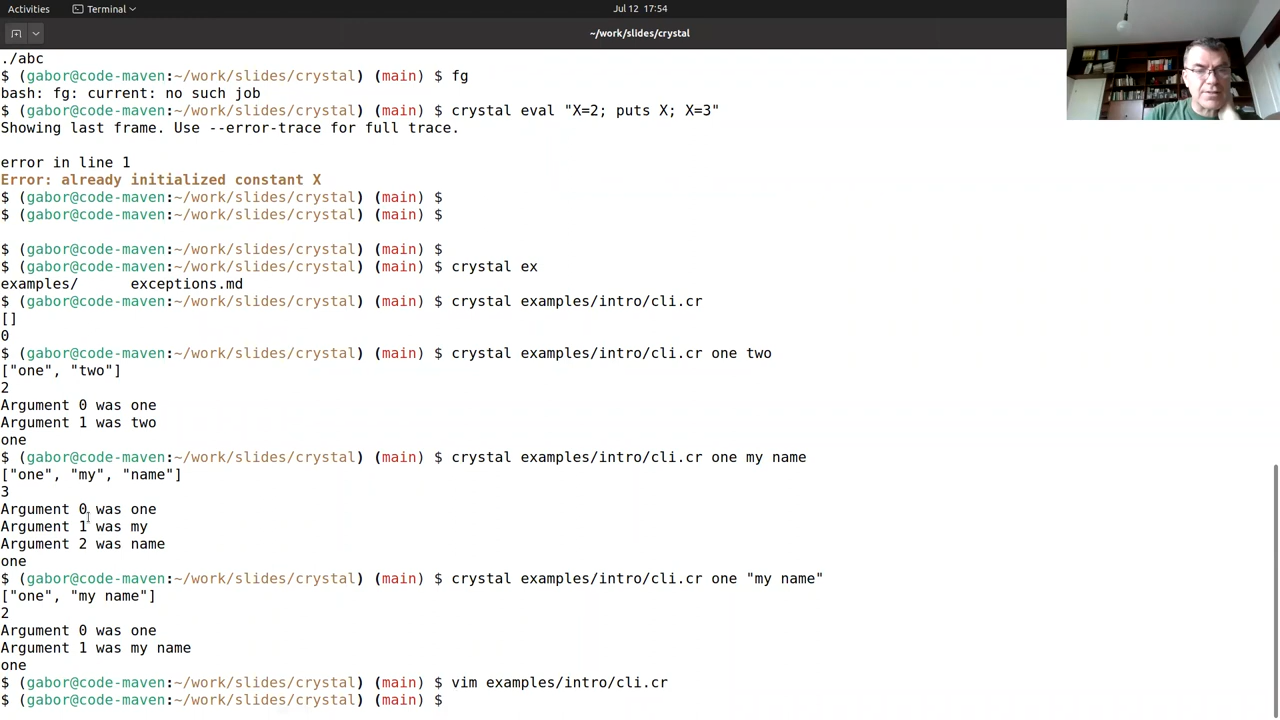 Activities
Terminal
Jul 12 17:54
~/work/slides/crystal
./abc
$ (gabor@code-maven:~/work/slides/crystal) (main) $ fg
bash: fg: current: no such job
$ (gabor@code-maven:~/work/slides/crystal) (main) $ crystal eval "X=2; puts X; X=3"
Showing last frame. Use --error-trace for full trace.
error in line 1
Error: already initialized constant X
$ (gabor@code-maven:~/work/slides/crystal) (main) $
$ (gabor@code-maven:~/work/slides/crystal) (main) $
$ (gabor@code-maven:~/work/slides/crystal) (main) $
$ (gabor@code-maven:~/work/slides/crystal) (main) $ crystal ex
examples/      exceptions.md
$ (gabor@code-maven:~/work/slides/crystal) (main) $ crystal examples/intro/cli.cr
[]
0
$ (gabor@code-maven:~/work/slides/crystal) (main) $ crystal examples/intro/cli.cr one two
["one", "two"]
2
Argument 0 was one
Argument 1 was two
one
$ (gabor@code-maven:~/work/slides/crystal) (main) $ crystal examples/intro/cli.cr one my name
["one", "my", "name"]
3
Argument 0 was one
Argument 1 was my
Argument 2 was name
one
$ (gabor@code-maven:~/work/slides/crystal) (main) $ crystal examples/intro/cli.cr one "my name"
["one", "my name"]
2
Argument 0 was one
Argument 1 was my name
one
$ (gabor@code-maven:~/work/slides/crystal) (main) $ vim examples/intro/cli.cr
$ (gabor@code-maven:~/work/slides/crystal) (main) $